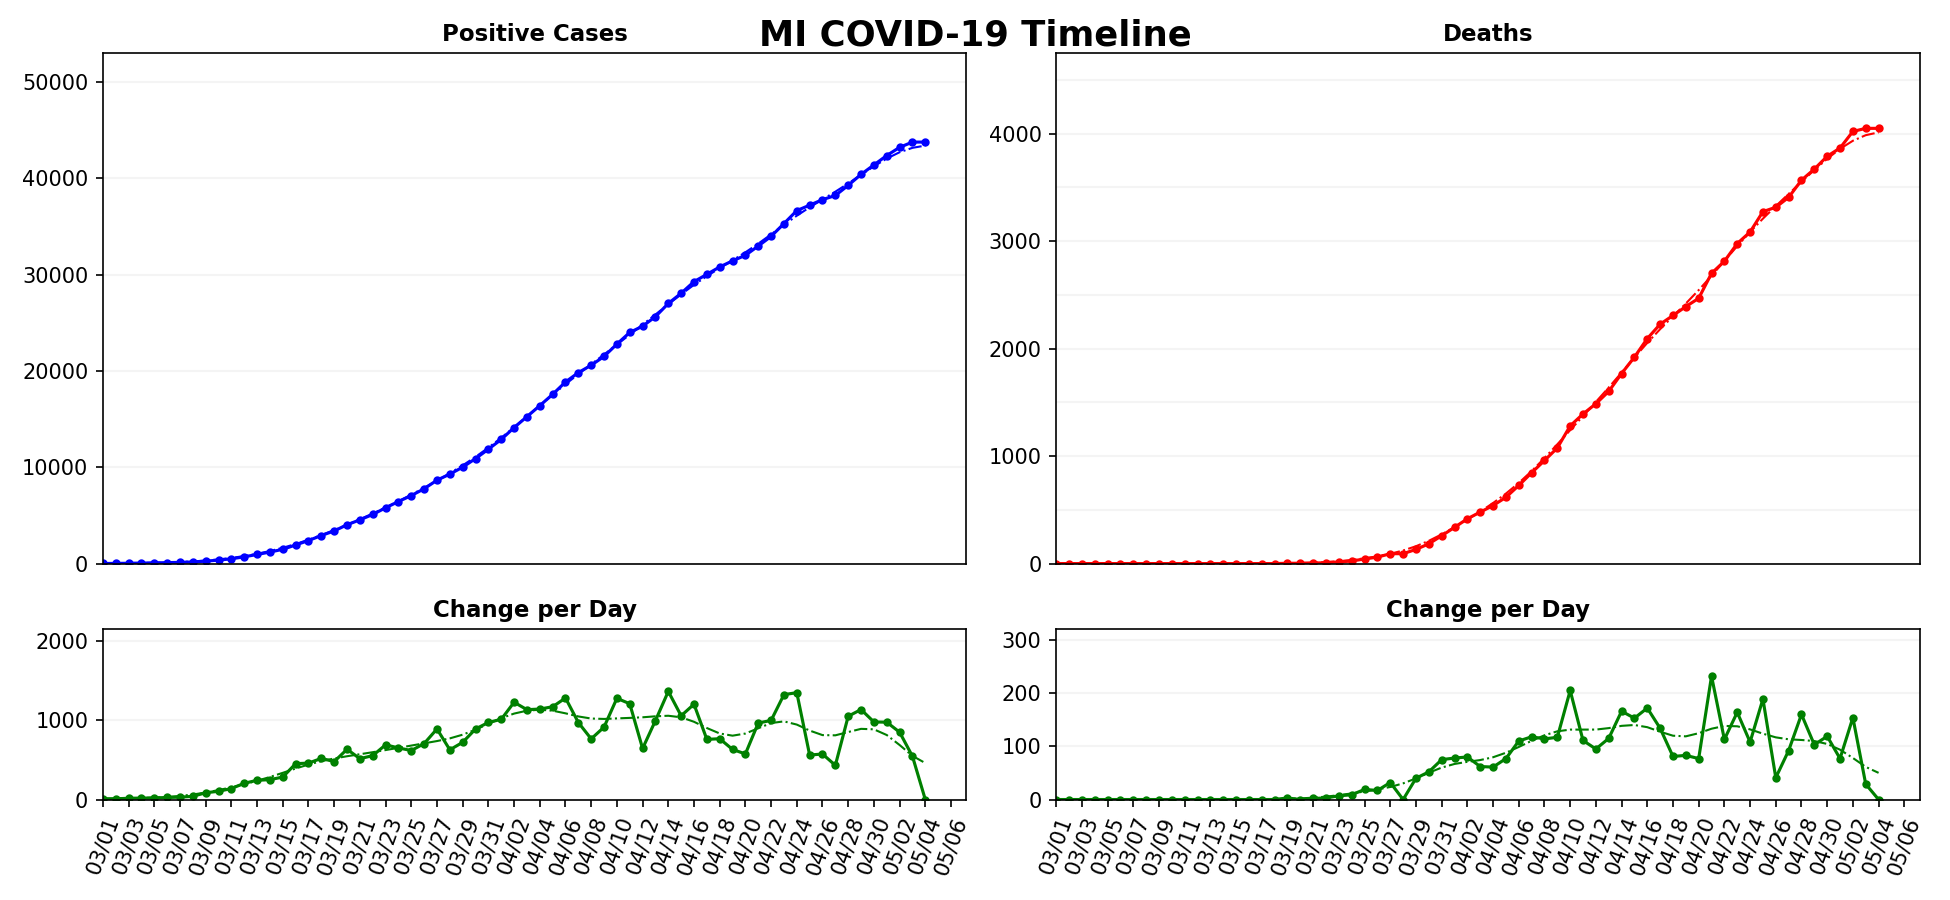 MI COVID-19 Timeline
Positive Cases
50000
40000
30000
20000
10000
0
Deaths
4000
3000
2000
1000
0
Change per Day
2000
1000
0
03/01 03/03 03/05 03/07 03/09 03/11 03/13 03/15 03/17 03/19 03/21 03/23 03/25 03/27 03/29 03/31 04/02 04/04 04/06 04/08 04/10 04/12 04/14 04/16 04/18 04/20 04/22 04/24 04/26 04/28 04/30 05/02 05/04 05/06
Change per Day
300
200
100
0
03/01 03/03 03/05 03/07 03/09 03/11 03/13 03/15 03/17 03/19 03/21 03/23 03/25 03/27 03/29 03/31 04/02 04/04 04/06 04/08 04/10 04/12 04/14 04/16 04/18 04/20 04/22 04/24 04/26 04/28 04/30 05/02 05/04 05/06